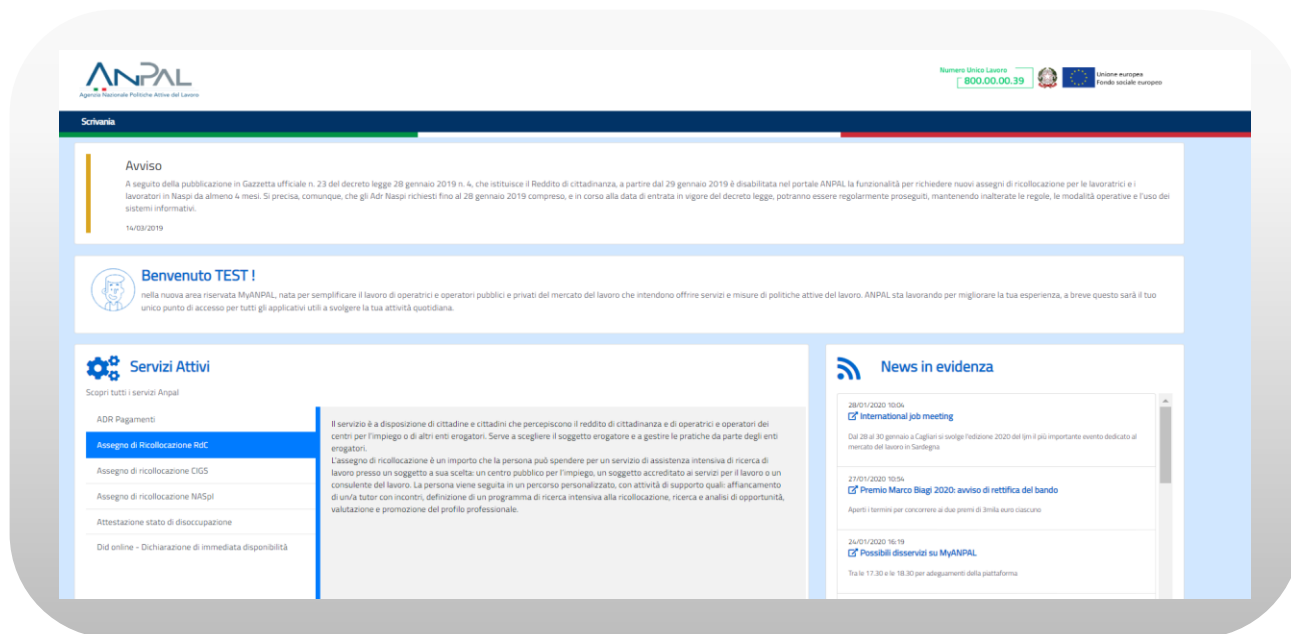 ANPAL
Agenzia Nazionale Politiche Attive del Lavoro
Numero Unico Lavoro
800.00.00.39
Unione europea
Fondo sociale europeo
Scrivania
Avviso
A seguito della pubblicazione in Gazzetta ufficiale n. 23 del decreto legge 28 gennaio 2019 n. 4, che istituisce il Reddito di cittadinanza, a partire dal 29 gennaio 2019 è disabilitata nel portale ANPAL la funzionalità per richiedere nuovi assegni di ricollocazione per le lavoratrici e i
lavoratori in Naspi da almeno 4 mesi. Si precisa, comunque, che gli Adr Naspi richiesti fino al 28 gennaio 2019 compreso, e in corso alla data di entrata in vigore del decreto legge, potranno essere regolarmente proseguiti, mantenendo inalterate le regole, le modalità operative e l'uso dei
sistemi informativi.
14/03/2019
Benvenuto TEST !
nella nuova area riservata MyANPAL, nata per semplificare il lavoro di operatrici e operatori pubblici e privati del mercato del lavoro che intendono offrire servizi e misure di politiche attive del lavoro. ANPAL sta lavorando per migliorare la tua esperienza, a breve questo sarà il tuo
unico punto di accesso per tutti gli applicativi utili a svolgere la tua attività quotidiana.
Servizi Attivi
Scopri tutti i servizi Anpal
ADR Pagamenti
Assegno di Ricollocazione RdC
Assegno di ricollocazione CIGS
Assegno di ricollocazione NASpI
Attestazione stato di disoccupazione
Did online - Dichiarazione di immediata disponibilità
Il servizio è a disposizione di cittadine e cittadini che percepiscono il reddito di cittadinanza e di operatrici e operatori dei
centri per l'impiego o di altri enti erogatori. Serve a scegliere il soggetto erogatore e a gestire le pratiche da parte degli enti
erogatori.
L'assegno di ricollocazione è un importo che la persona può spendere per un servizio di assistenza intensiva di ricerca di
lavoro presso un soggetto a sua scelta: un centro pubblico per l'impiego, un soggetto accreditato ai servizi per il lavoro o un
consulente del lavoro. La persona viene seguita in un percorso personalizzato, con attività di supporto quali: affiancamento
di un/a tutor con incontri, definizione di un programma di ricerca intensiva alla ricollocazione, ricerca e analisi di opportunità,
valutazione e promozione del profilo professionale.
News in evidenza
28/01/2020 10:04
International job meeting
Dal 28 al 30 gennaio a Cagliari si svolge l'edizione 2020 del Ijm il più importante evento dedicato al
mercato del lavoro in Sardegna
27/01/2020 10:54
Premio Marco Biagi 2020: avviso di rettifica del bando
Aperti i termini per concorrere ai due premi di 3mila euro ciascuno
24/01/2020 16:19
Possibili disservizi su MyANPAL
Tra le 17.30 e le 18.30 per adeguamenti della piattaforma